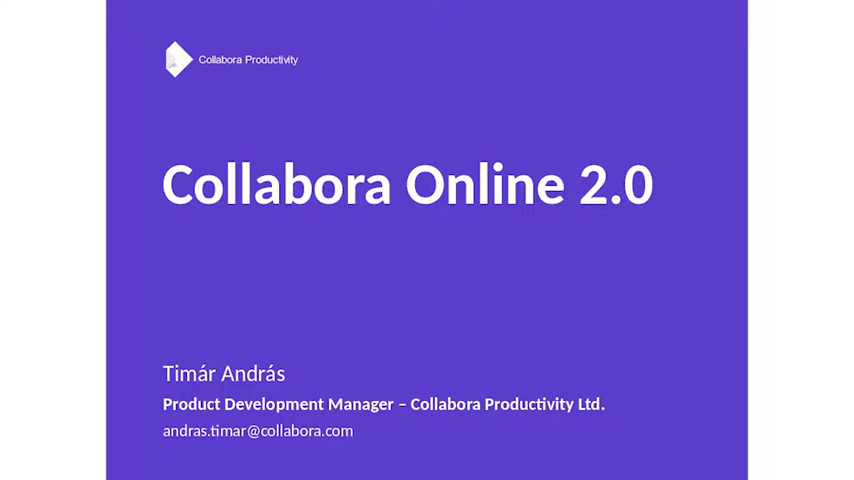 Collabora Productivity
Collabora Online 2.0
Timár András
Product Development Manager – Collabora Productivity Ltd.
andras.timar@collabora.com